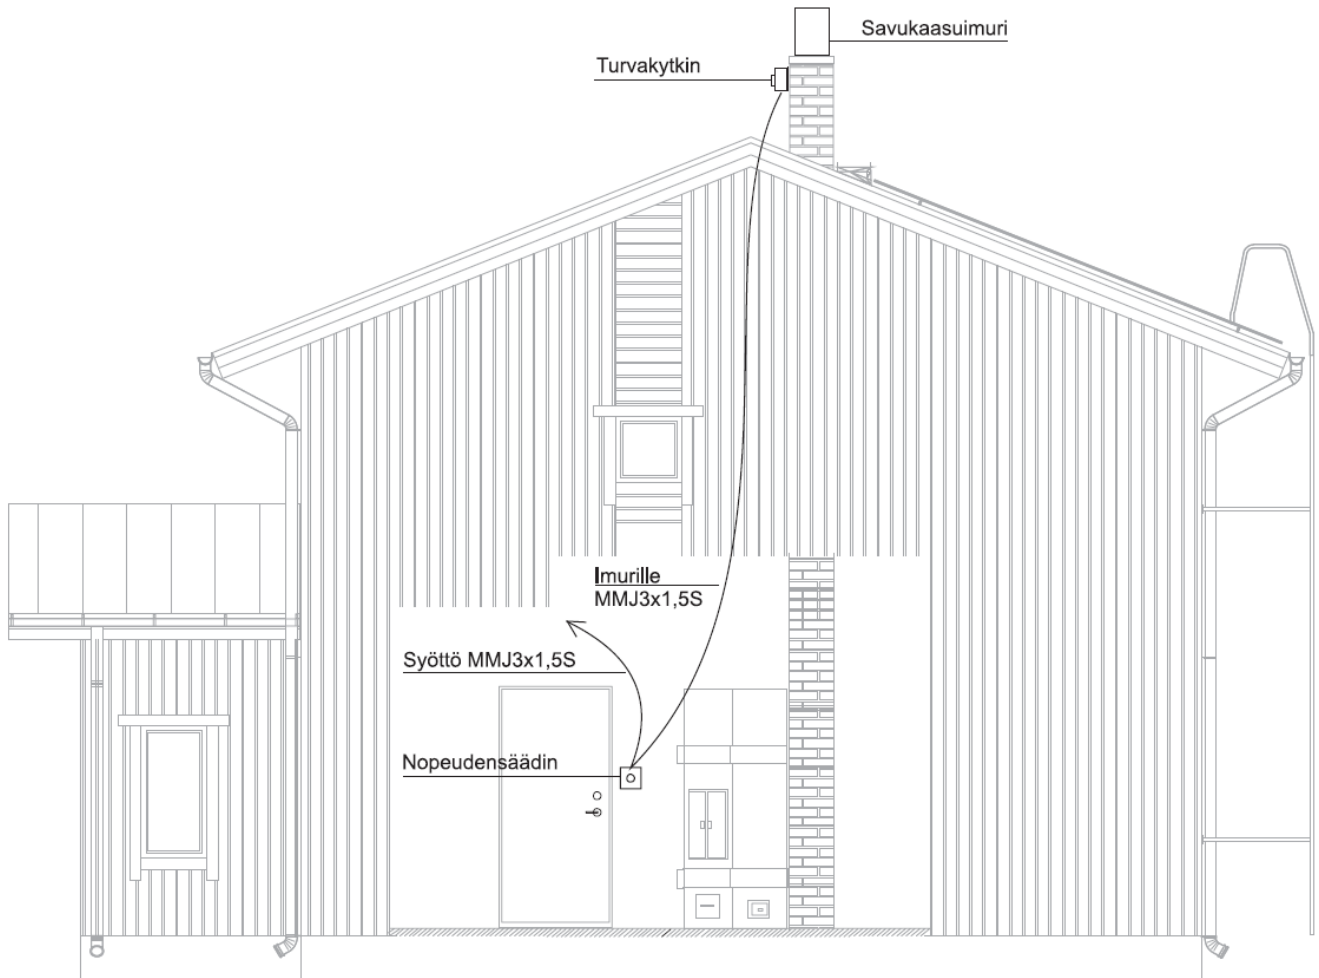 Savukaasuimuri
Turvakytkin
Imurille
MMJ3x1,5S
Syöttö MMJ3x1,5S
Nopeudensäädin